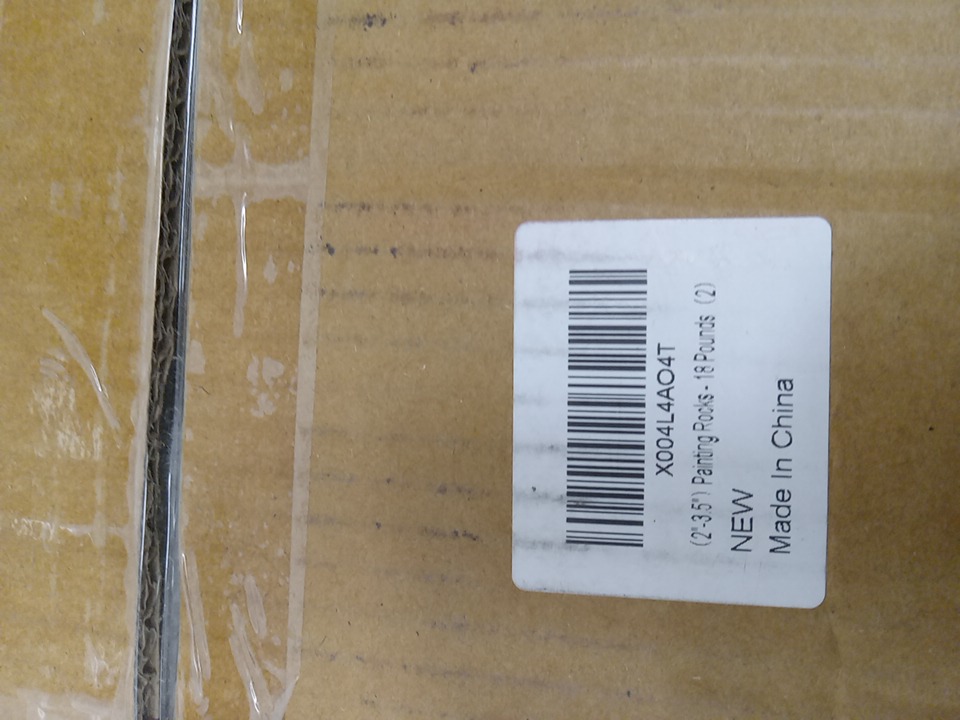 X004L4AO4T
(2"-3.5") Painting Rocks - 18 Pounds (2)
NEW
Made In China